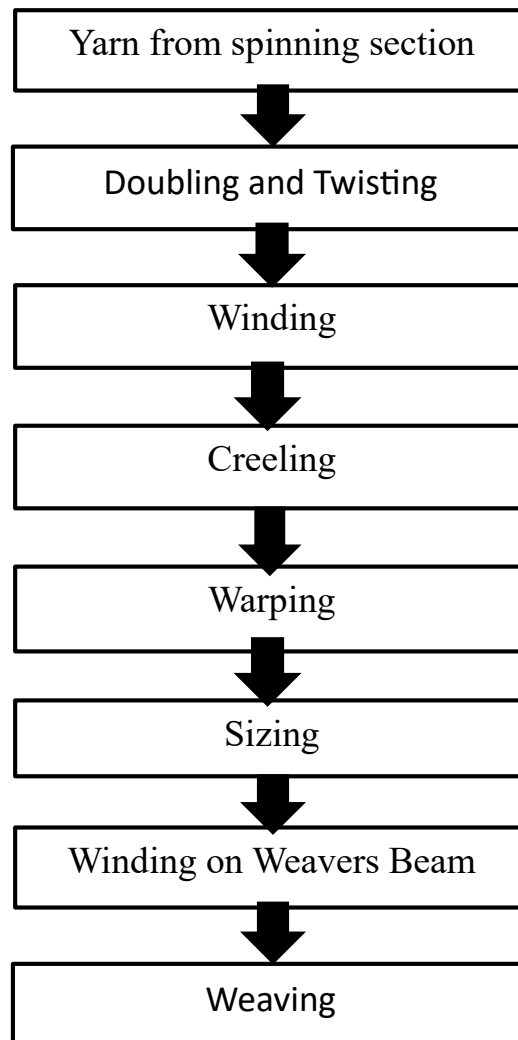 Yarn from spinning section
Doubling and Twisting
Winding
Creeling
Warping
Sizing
Winding on Weavers Beam
Weaving